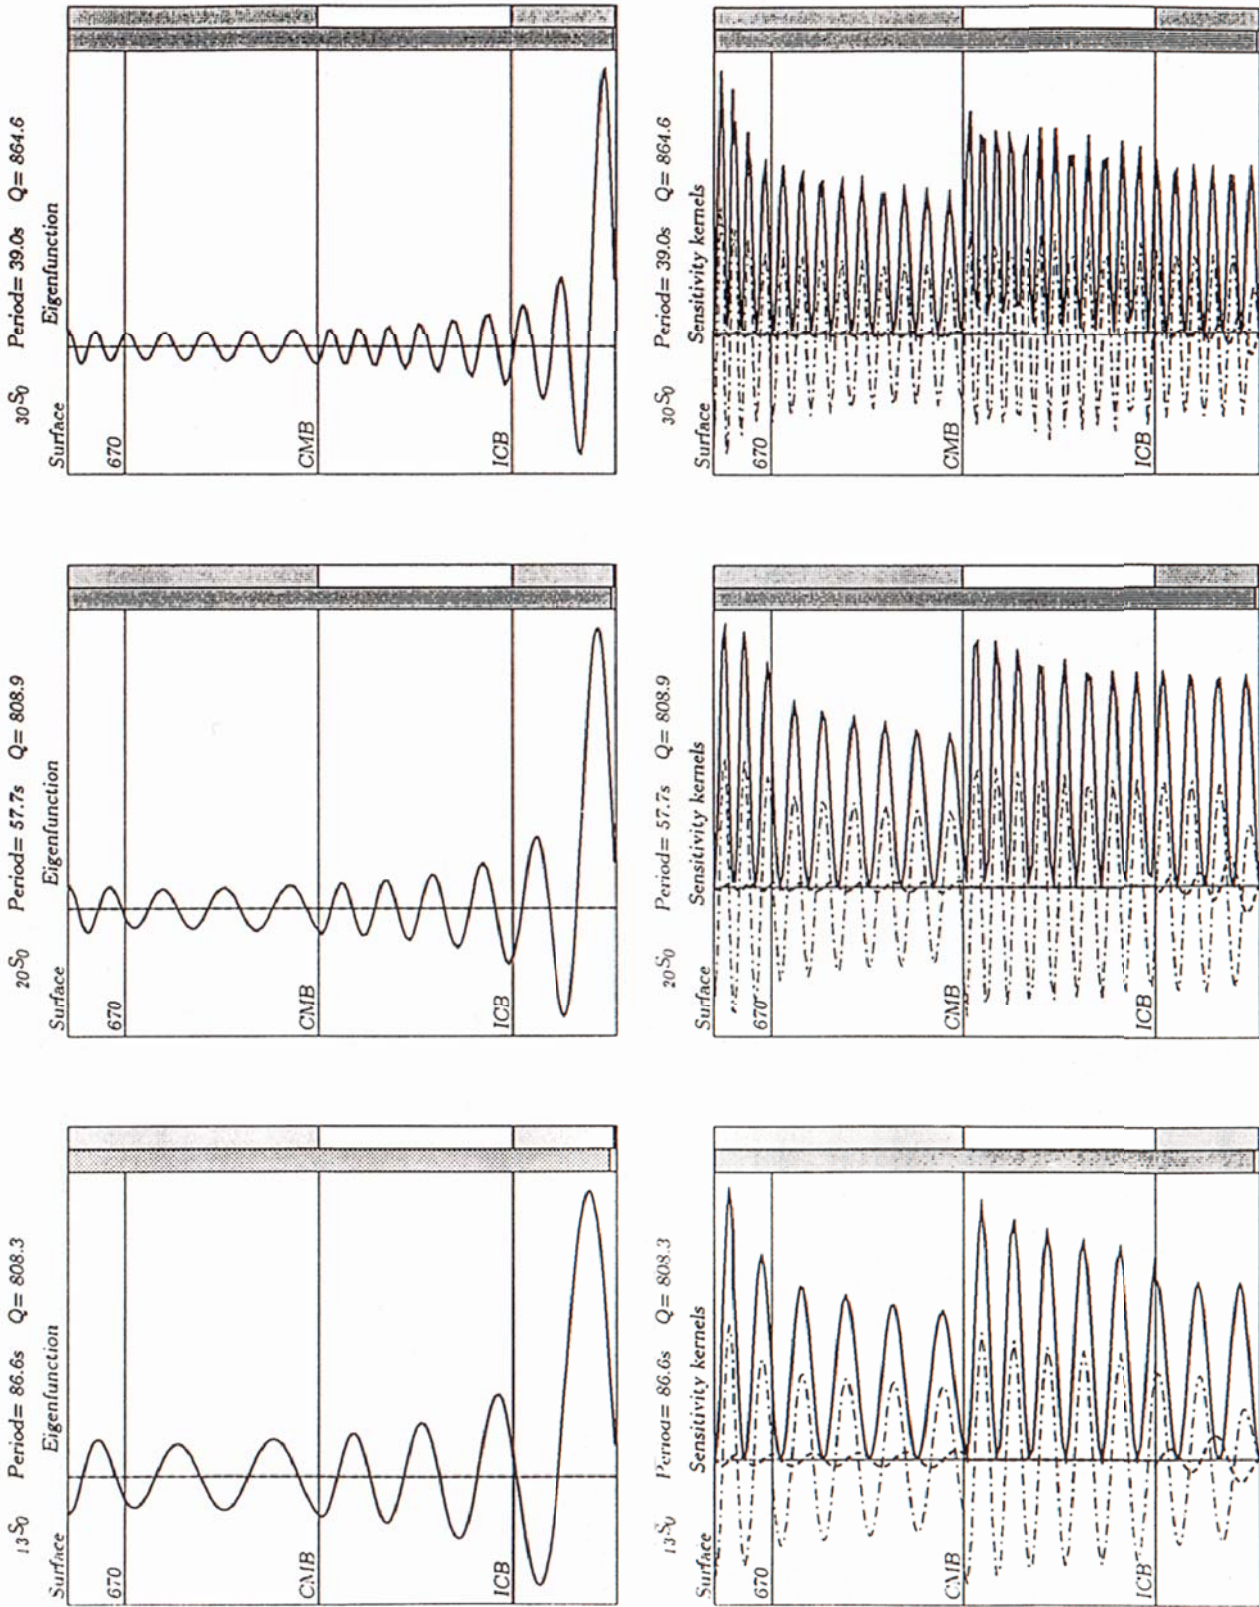 13S0 Period= 86.6s Q= 808.3
Eigenfunction
Surface
670
CMB
ICB
20S0 Period= 57.7s Q= 808.9
Eigenfunction
Surface
670
CMB
ICB
30S0 Period= 39.0s Q= 864.6
Eigenfunction
Surface
670
CMB
ICB
13S0 Period= 86.6s Q= 808.3
Sensitivity kernels
Surface
670
CMB
ICB
20S0 Period= 57.7s Q= 808.9
Sensitivity kernels
Surface
670
CMB
ICB
30S0 Period= 39.0s Q= 864.6
Sensitivity kernels
Surface
670
CMB
ICB